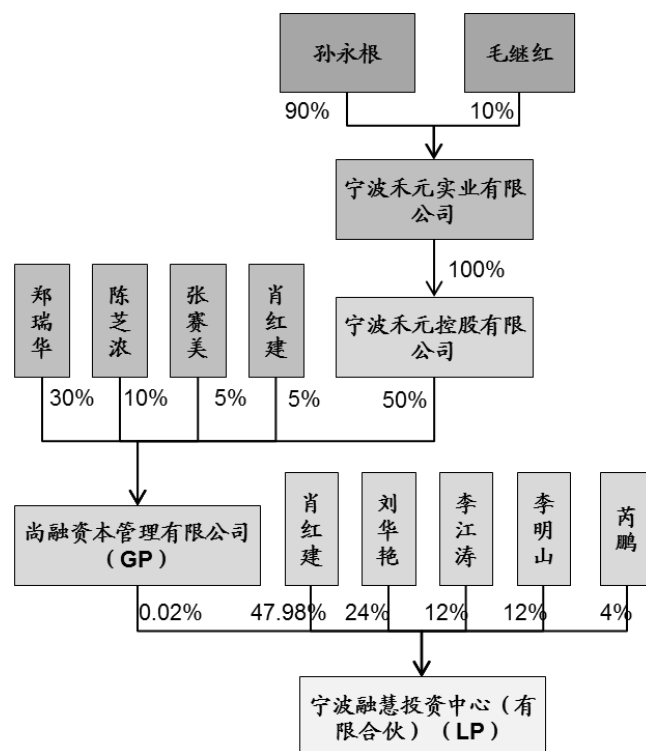 孙永根
毛继红
90%
10%
宁波禾元实业有限
公司
100%
郑瑞华
陈芝浓
张赛美
肖红建
宁波禾元控股有限
公司
30%
10%
5%
5%
50%
尚融资本管理有限公司
（GP）
肖红建
刘华艳
李江涛
李明山
芮鹏
0.02%
47.98%
24%
12%
12%
4%
宁波融慧投资中心（有
限合伙）（LP）